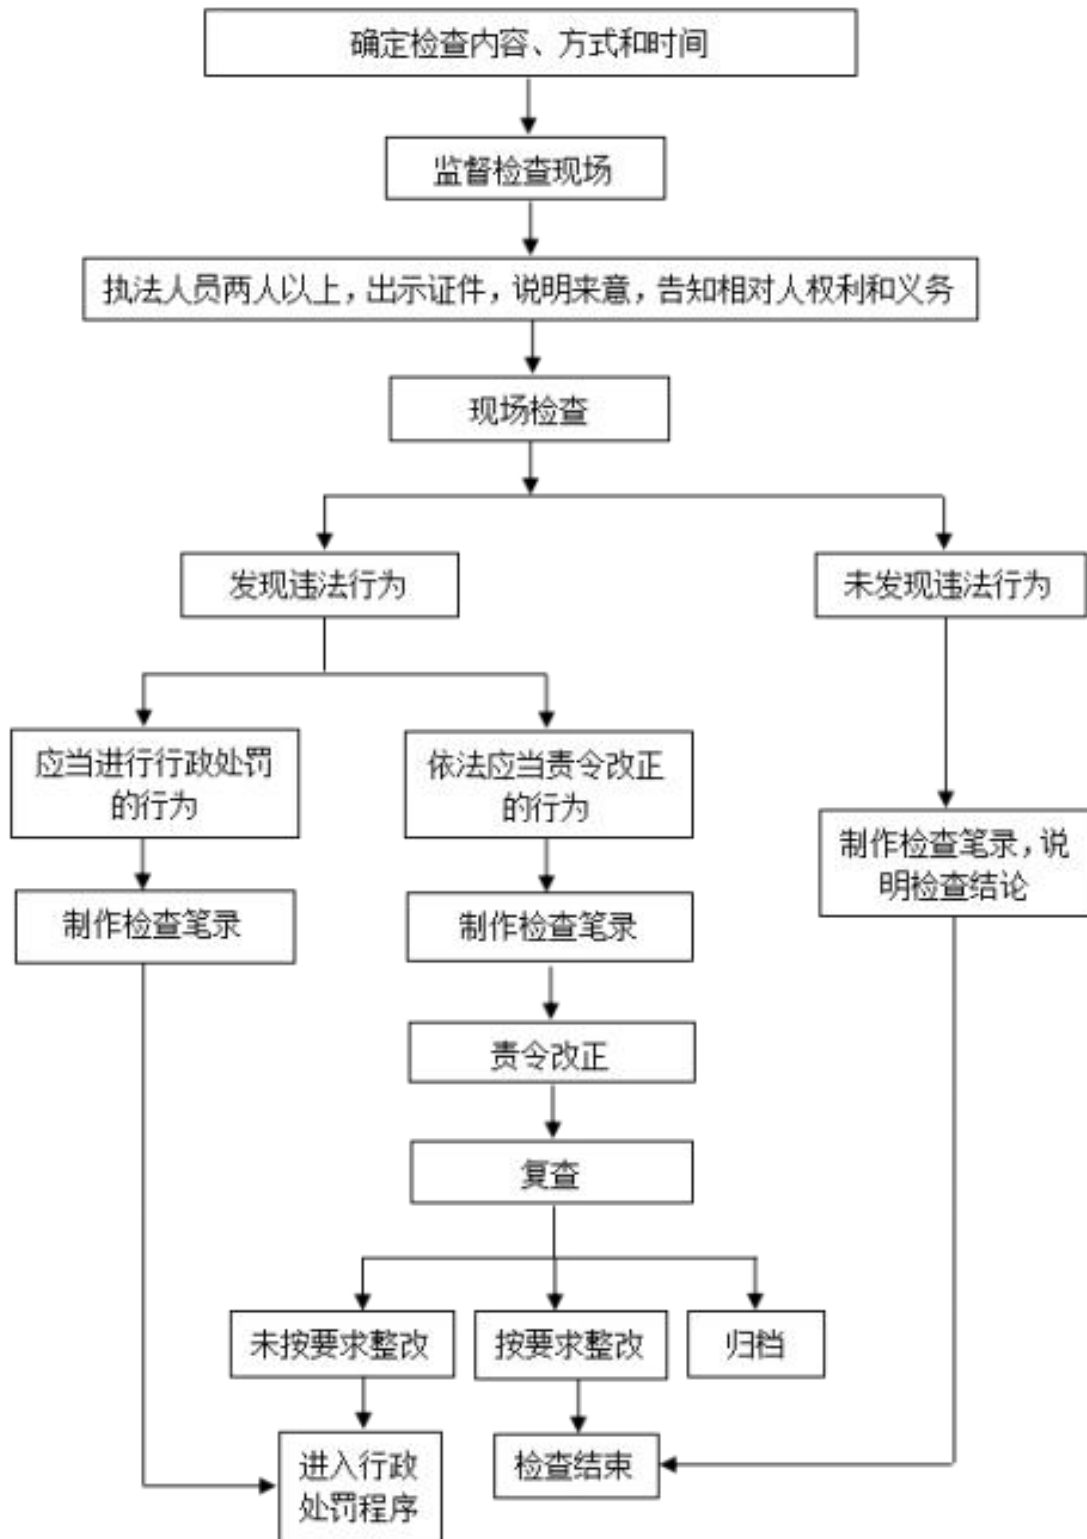 确定检查内容、方式和时间
监督检查现场
执法人员两人以上，出示证件，说明来意，告知相对人权利和义务
现场检查
发现违法行为
未发现违法行为
应当进行行政处罚
的行为
依法应当责令改正
的行为
制作检查笔录，说
明检查结论
制作检查笔录
制作检查笔录
责令改正
复查
未按要求整改
按要求整改
归档
进入行政
处罚程序
检查结束